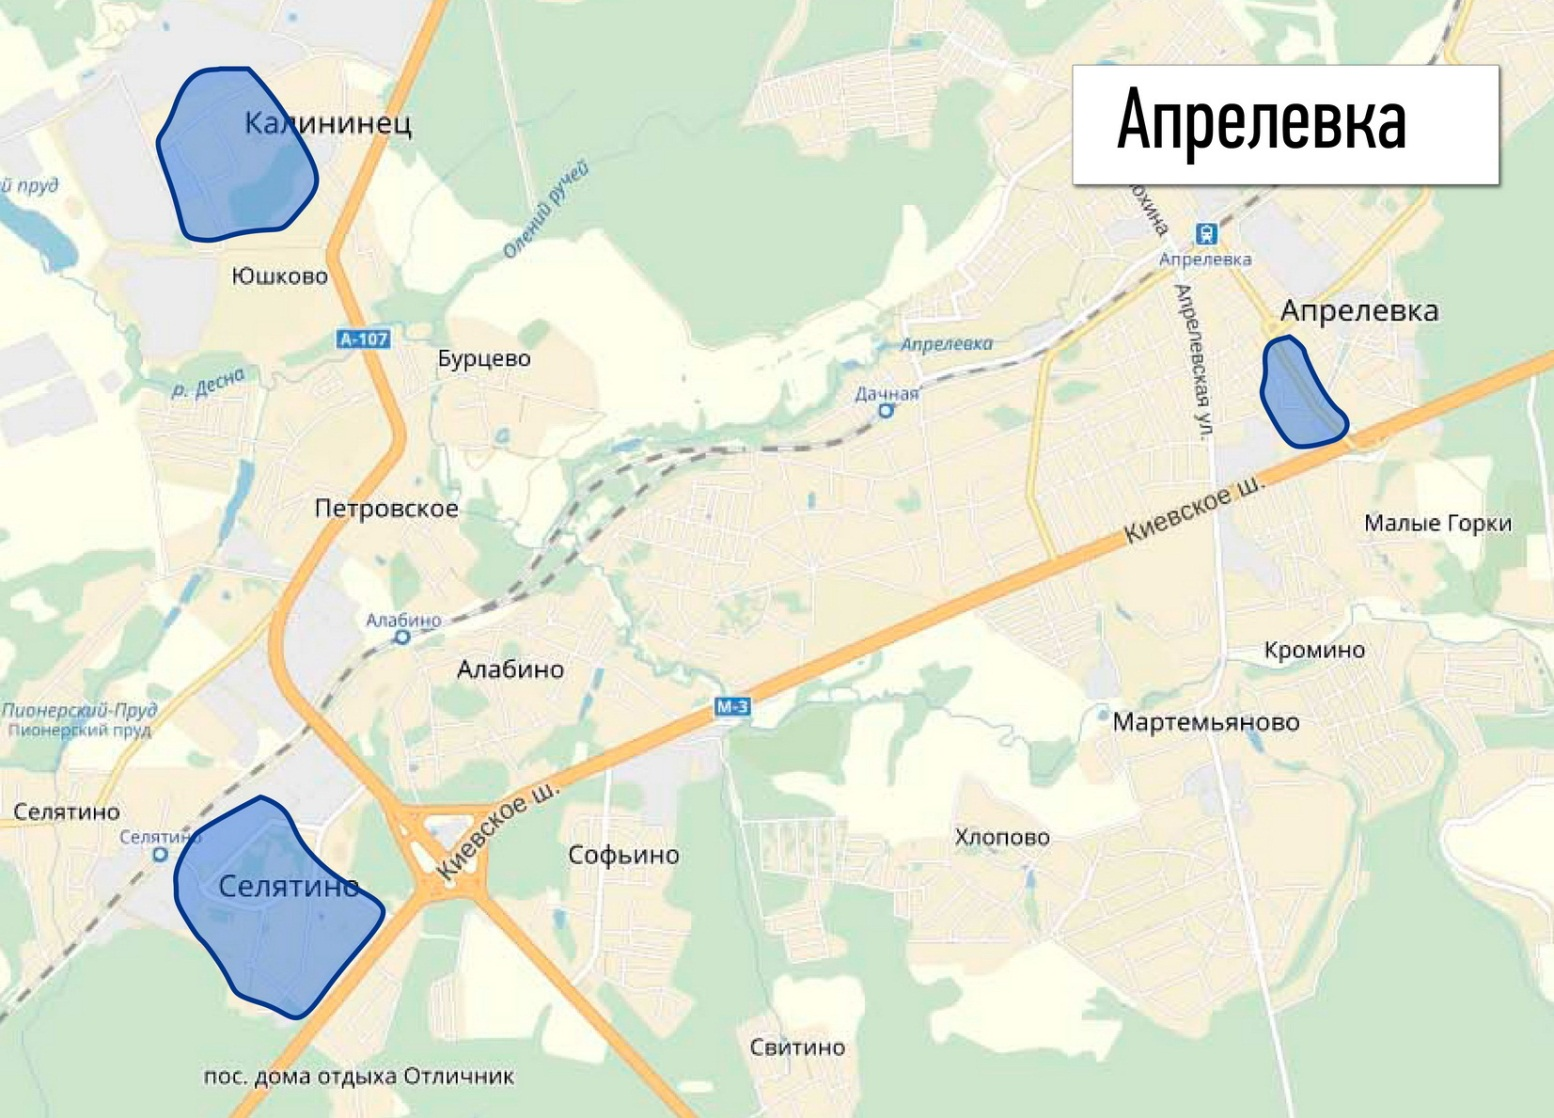 Апрелевка
Калининец
й пруд
Олений ручей
Юшково
Апрелевка
Апрелевская ул.
Апрелевка
А-107
Бурцево
Апрелевка
р. Десна
Дачная
Петровское
Киевское ш.
Малые Горки
Алабино
Алабино
Кромино
Пионерский-Пруд
Пионерский пруд
М-3
Мартемьяново
Селятино
Селятино
Киевское ш.
Хлопово
Софьино
Селятино
Свитино
пос. дома отдыха Отличник